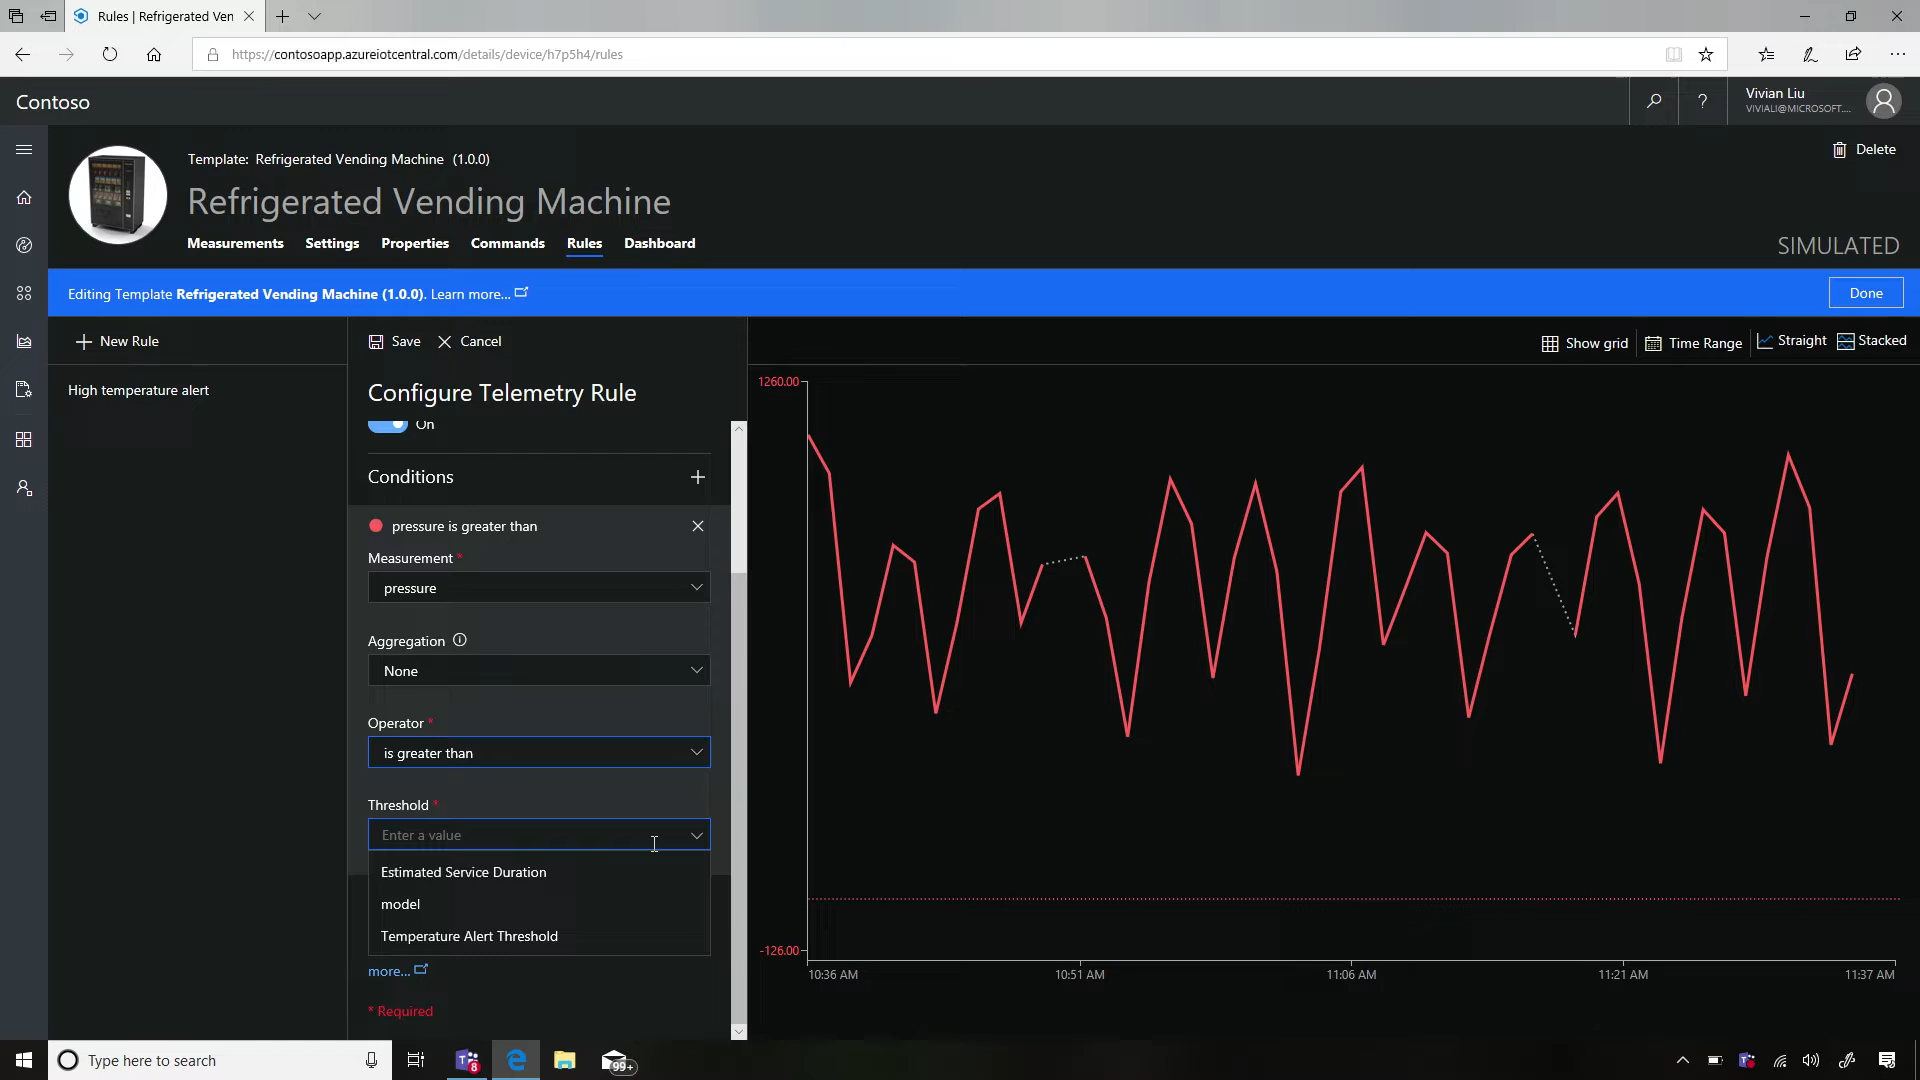 Rules | Refrigerated Ven
https://contosoapp.azureiotcentral.com/details/device/h7p5h4/rules
Contoso
?
Vivian Liu
VIVIALI@MICROSOFT....
Template: Refrigerated Vending Machine (1.0.0)
Delete
Refrigerated Vending Machine
Measurements Settings Properties Commands Rules Dashboard
SIMULATED
Editing Template Refrigerated Vending Machine (1.0.0). Learn more...
Done
New Rule
Save Cancel
Show grid Time Range Straight Stacked
High temperature alert
Configure Telemetry Rule
On
Conditions
pressure is greater than
Measurement *
pressure
Aggregation
None
Operator *
is greater than
Threshold *
Enter a value
Estimated Service Duration
model
Temperature Alert Threshold
more...
* Required
1260.00
-126.00
10:36 AM 10:51 AM 11:06 AM 11:21 AM 11:37 AM
Type here to search
8
99+